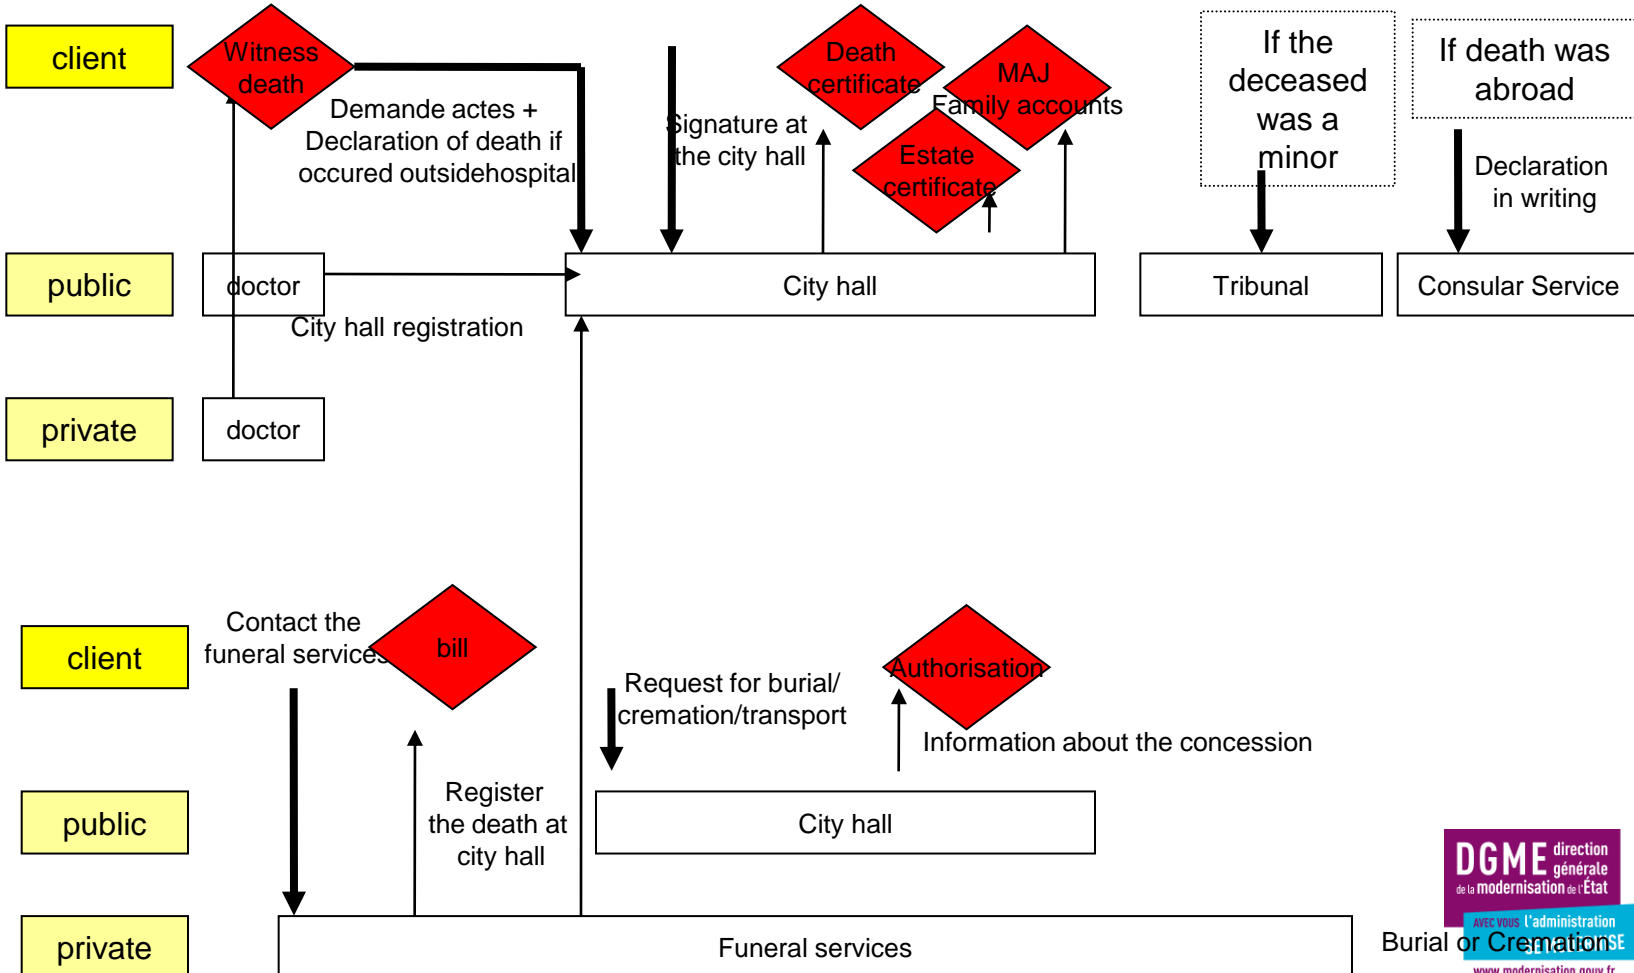 client
Witness
death
Demande actes +
Declaration of death if
occured outsidehospital
Signature at
the city hall
Death
certificate
MAJ
Family accounts
Estate
certificate
If the
deceased
was a
minor
If death was
abroad
Declaration
in writing
public
doctor
City hall
Tribunal
Consular Service
City hall registration
private
doctor
client
Contact the
funeral services
bill
Request for burial/
cremation/transport
Authorisation
Information about the concession
public
Register
the death at
city hall
City hall
private
Funeral services
Burial or Cremation
DGME direction
générale
de la modernisation de l'État
AVEC VOUS l'administration
SE MODERNISE
www.modernisation.gouv.fr